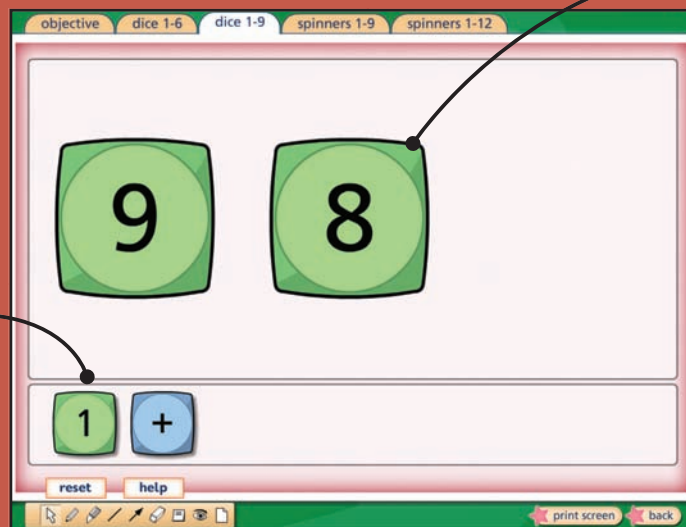 objective dice 1-6 dice 1-9 spinners 1-9 spinners 1-12
9 8
1 +
reset help
print screen back